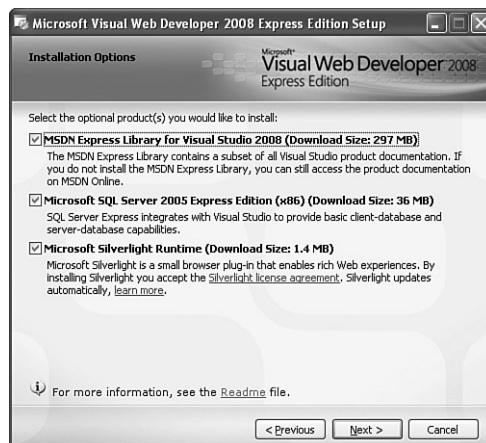 Microsoft Visual Web Developer 2008 Express Edition Setup
Installation Options
Microsoft®
Visual Web Developer 2008
Express Edition
Select the optional product(s) you would like to install:
MSDN Express Library for Visual Studio 2008 (Download Size: 297 MB)
The MSDN Express Library contains a subset of all Visual Studio product documentation. If
you do not install the MSDN Express Library, you can still access the product documentation
on MSDN Online.
Microsoft SQL Server 2005 Express Edition (x86) (Download Size: 36 MB)
SQL Server Express integrates with Visual Studio to provide basic client-database and
server-database capabilities.
Microsoft Silverlight Runtime (Download Size: 1.4 MB)
Microsoft Silverlight is a small browser plug-in that enables rich Web experiences. By
installing Silverlight you accept the Silverlight license agreement. Silverlight updates
automatically, learn more.
For more information, see the Readme file.
< Previous Next > Cancel